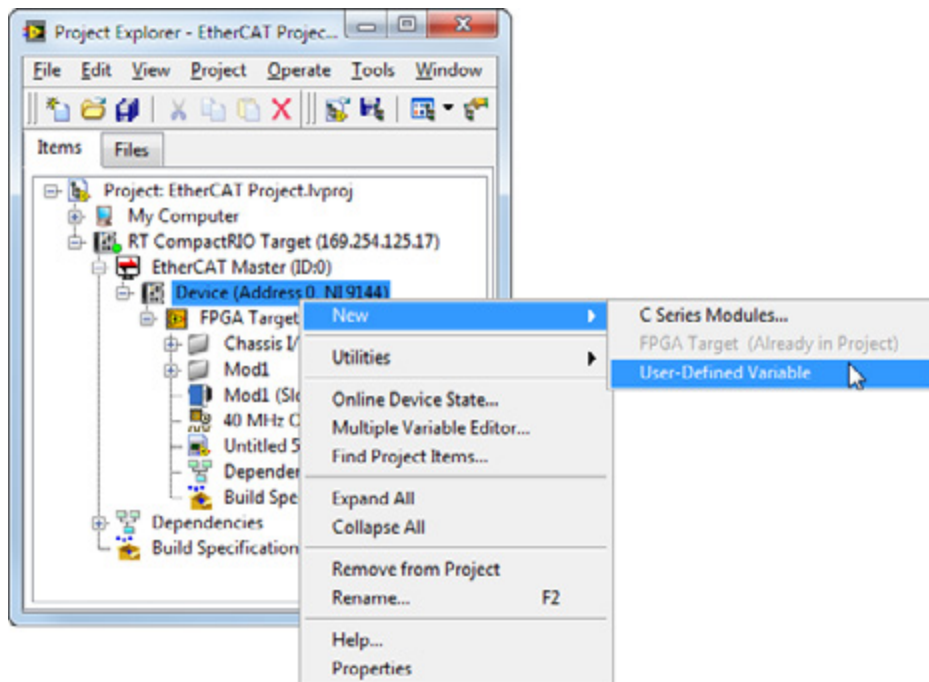 Project Explorer - EtherCAT Projec...
File Edit View Project Operate Tools Window
Items Files
Project: EtherCAT Project.lvproj
My Computer
RT CompactRIO Target (169.254.125.17)
EtherCAT Master (ID:0)
Device (Address 0, NI 9144)
FPGA Target
Chassis I/
Mod1
Mod1 (Slo
40 MHz O
Untitled 5
Depender
Build Spe
Dependencies
Build Specification
New
Utilities
Online Device State...
Multiple Variable Editor...
Find Project Items...
Expand All
Collapse All
Remove from Project
Rename... F2
Help...
Properties
C Series Modules...
FPGA Target (Already in Project)
User-Defined Variable